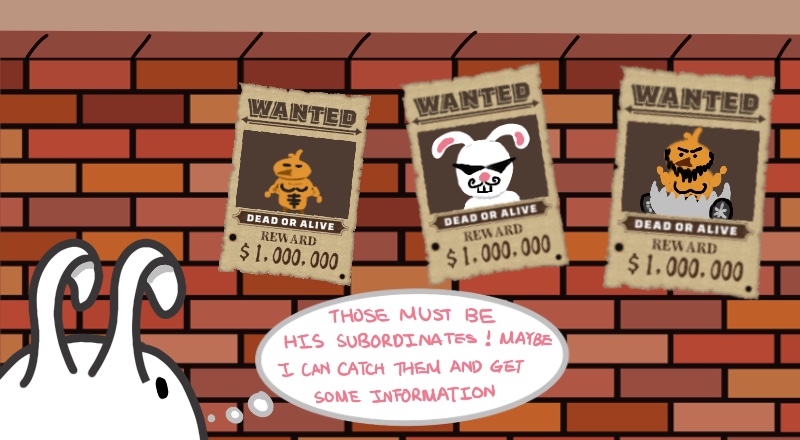 WANTED
DEAD OR ALIVE
REWARD
$1,000,000
WANTED
DEAD OR ALIVE
REWARD
$1,000,000
WANTED
DEAD OR ALIVE
REWARD
$1,000,000
THOSE MUST BE
HIS SUBORDINATES! MAYBE
I CAN CATCH THEM AND GET
SOME INFORMATION